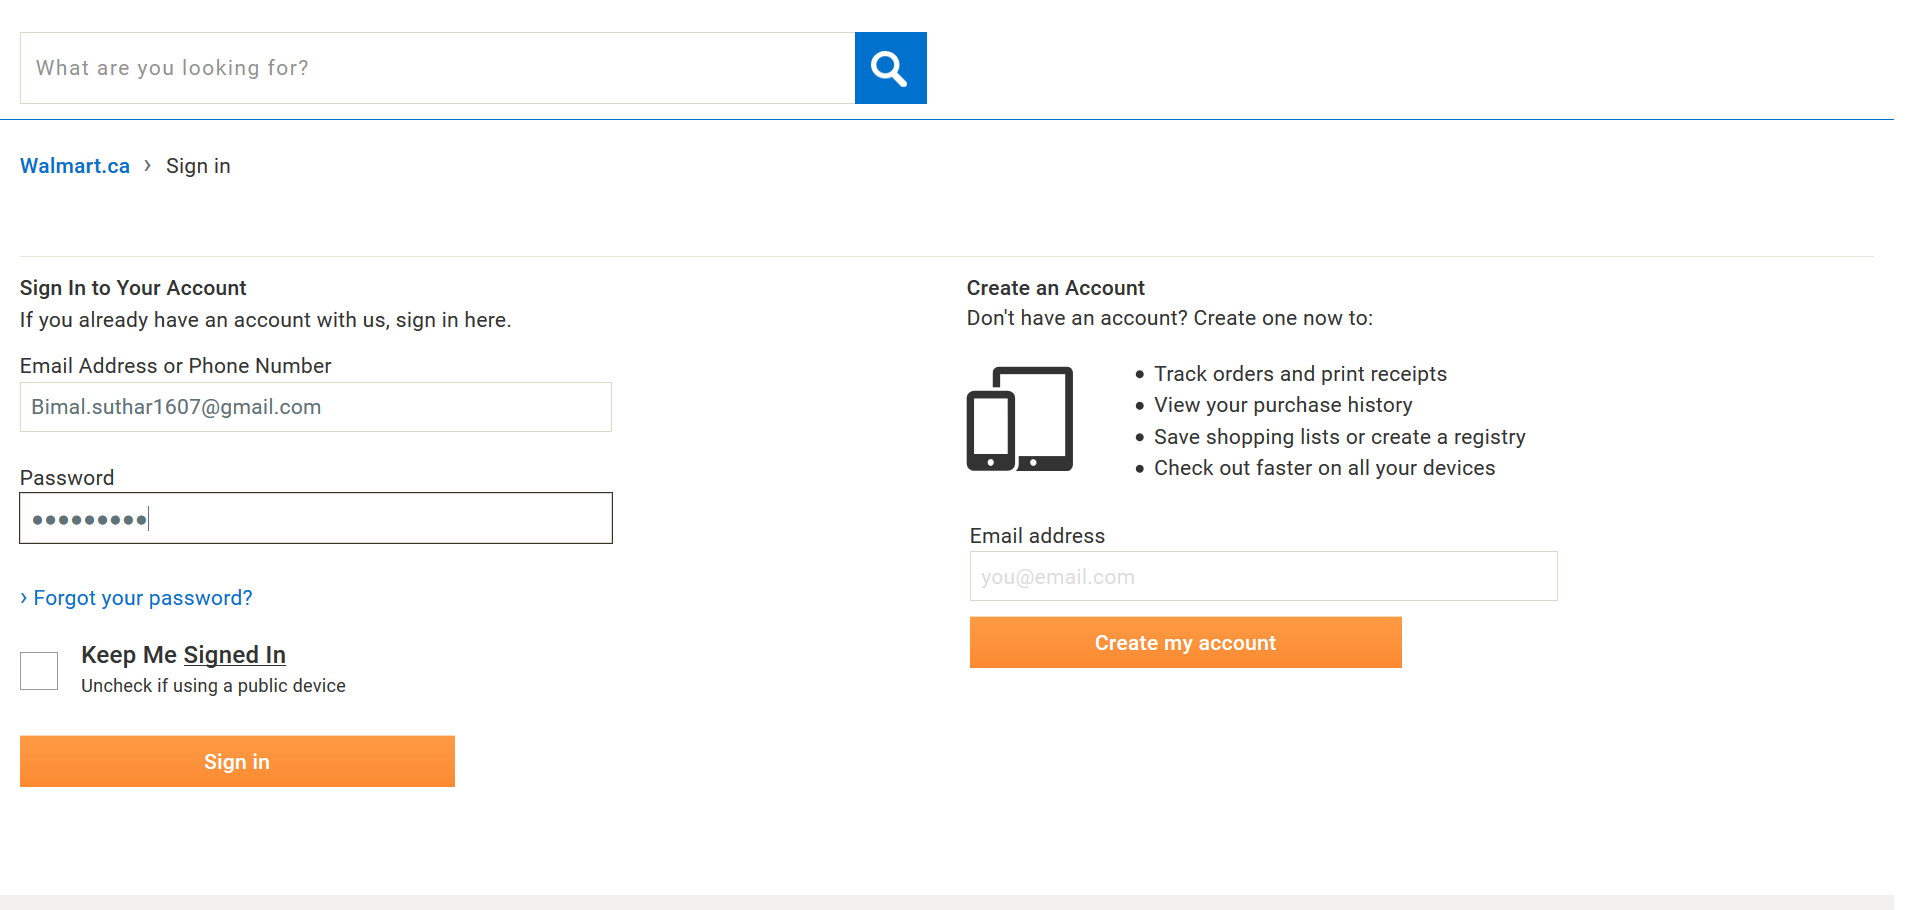 What are you looking for?
Walmart.ca › Sign in
Sign In to Your Account
If you already have an account with us, sign in here.
Email Address or Phone Number
Bimal.suthar1607@gmail.com
Password
•••••••••
› Forgot your password?
Keep Me Signed In
Uncheck if using a public device
Sign in
Create an Account
Don't have an account? Create one now to:
• Track orders and print receipts
• View your purchase history
• Save shopping lists or create a registry
• Check out faster on all your devices
Email address
you@email.com
Create my account